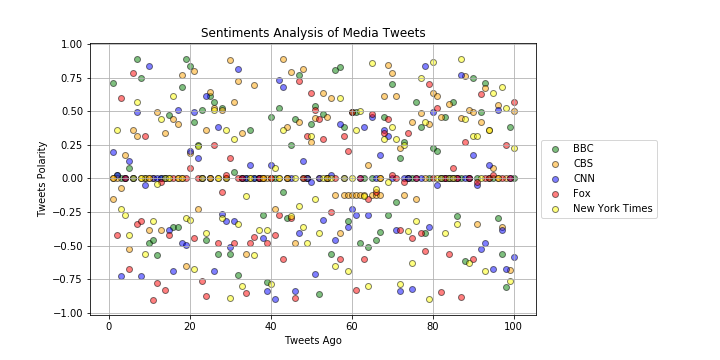 Sentiments Analysis of Media Tweets
1.00
0.75
0.50
0.25
0.00
−0.25
−0.50
−0.75
−1.00
Tweets Polarity
0 20 40 60 80 100
Tweets Ago
BBC
CBS
CNN
Fox
New York Times